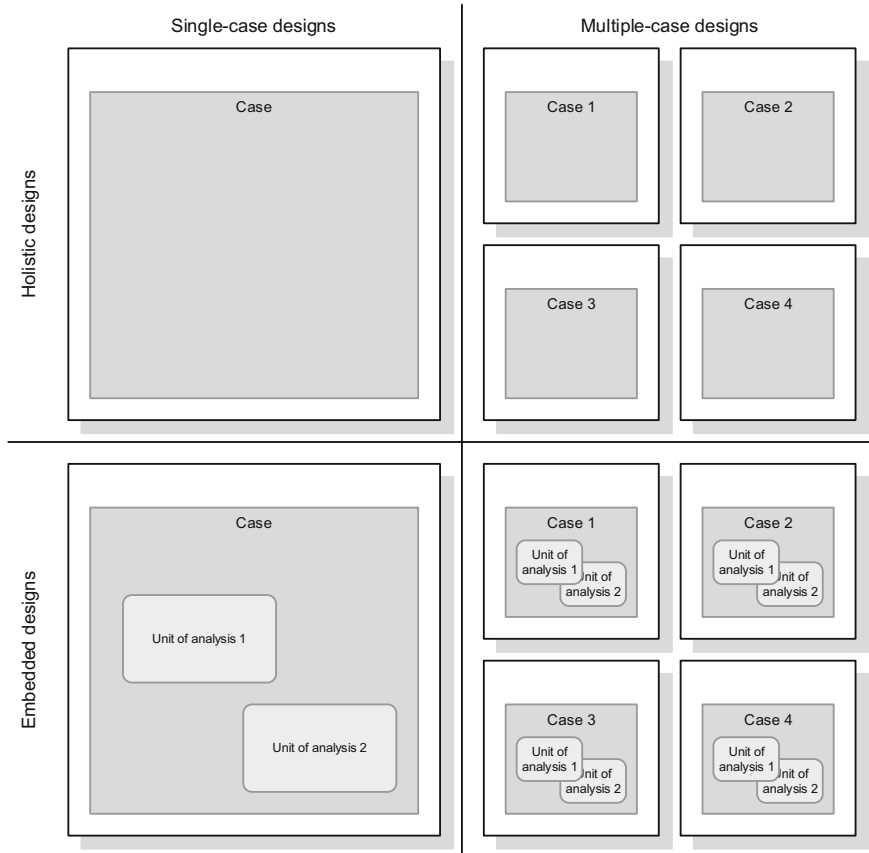 Single-case designs
Multiple-case designs
Holistic designs
Case
Case 1
Case 2
Case 3
Case 4
Embedded designs
Case
Unit of analysis 1
Unit of analysis 2
Case 1
Unit of
analysis 1
Unit of
analysis 2
Case 2
Unit of
analysis 1
Unit of
analysis 2
Case 3
Unit of
analysis 1
Unit of
analysis 2
Case 4
Unit of
analysis 1
Unit of
analysis 2